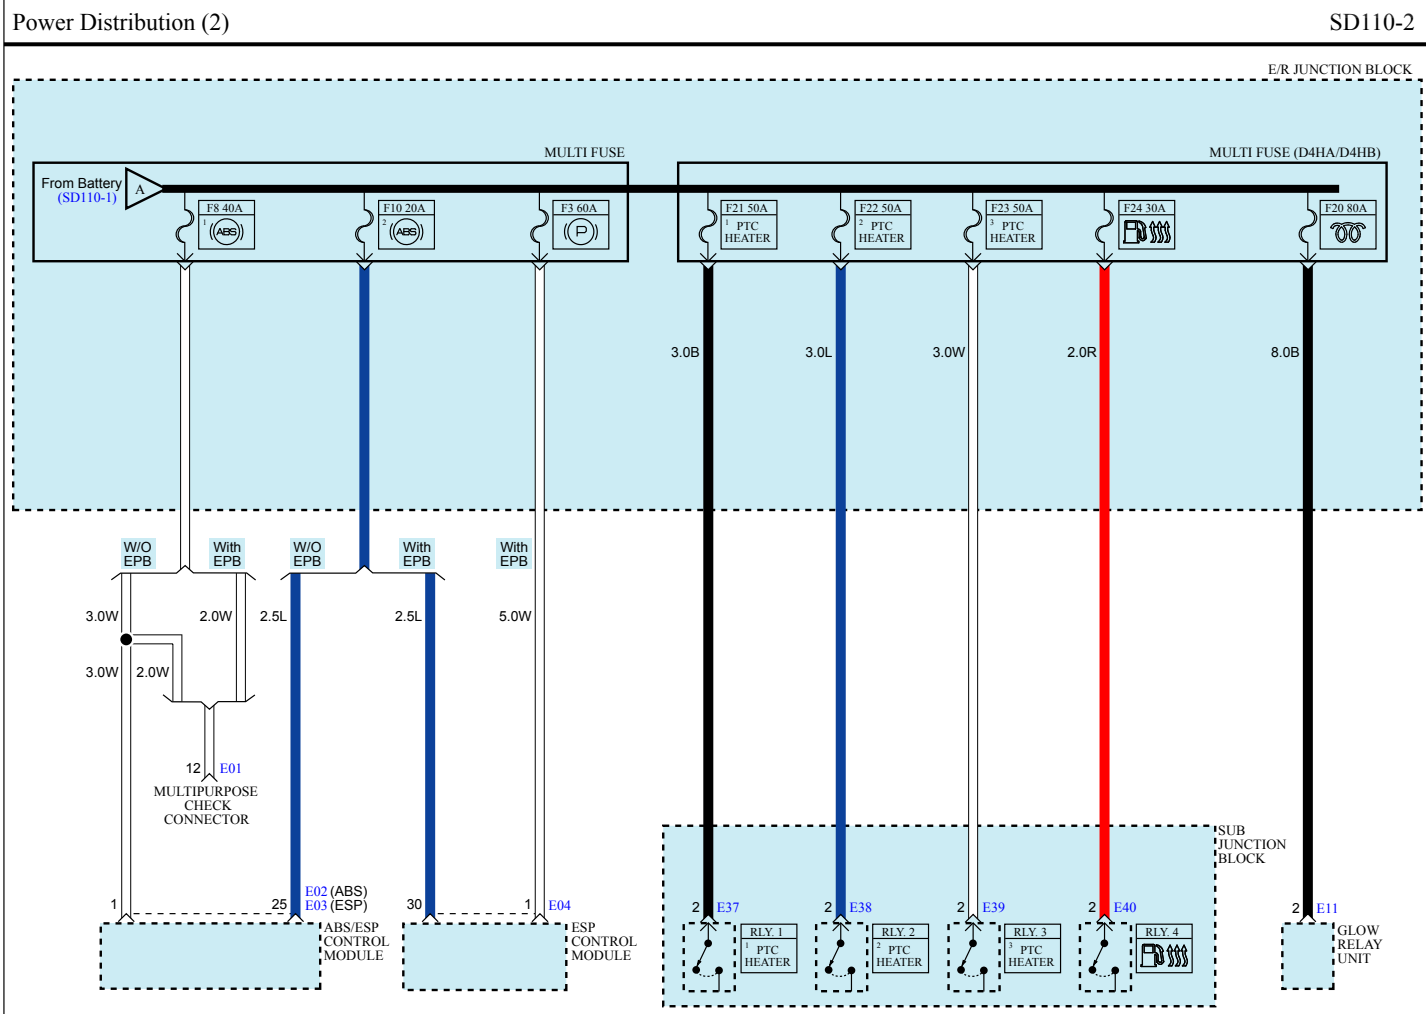 Power Distribution (2)
SD110-2
E/R JUNCTION BLOCK
MULTI FUSE
MULTI FUSE (D4HA/D4HB)
From Battery
(SD110-1)
A
F8 40A
1
ABS
F10 20A
2
ABS
F3 60A
P
F21 50A
1 PTC
HEATER
F22 50A
2 PTC
HEATER
F23 50A
3 PTC
HEATER
F24 30A
F20 80A
3.0B
3.0L
3.0W
2.0R
8.0B
W/O
EPB
With
EPB
W/O
EPB
With
EPB
With
EPB
3.0W
2.0W
2.5L
2.5L
5.0W
3.0W
2.0W
12
E01
MULTIPURPOSE
CHECK
CONNECTOR
SUB
JUNCTION
BLOCK
1
25
E02 (ABS)
E03 (ESP)
30
1
E04
2
E37
2
E38
2
E39
2
E40
2
E11
ABS/ESP
CONTROL
MODULE
ESP
CONTROL
MODULE
RLY. 1
1 PTC
HEATER
RLY. 2
2 PTC
HEATER
RLY. 3
3 PTC
HEATER
RLY. 4
GLOW
RELAY
UNIT